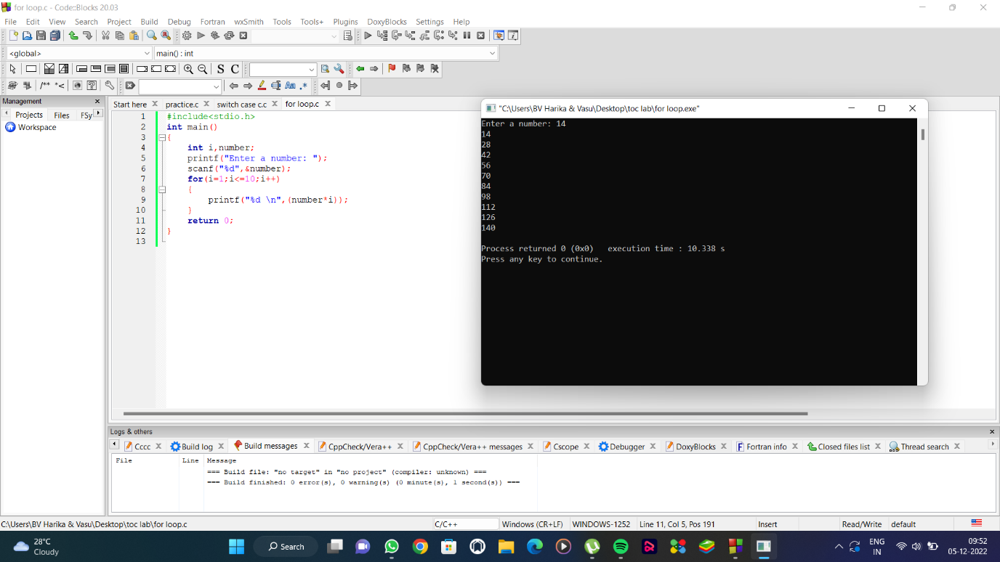 for loop.c - Code::Blocks 20.03
File Edit View Search Project Build Debug Fortran wxSmith Tools Tools+ Plugins DoxyBlocks Settings Help
<global> main() : int
S C
/** *< Aa .*
Management
Projects Files FSy
Workspace
Start here practice.c switch case c.c for loop.c
1 #include<stdio.h>
2 int main()
3 {
4 int i,number;
5 printf("Enter a number: ");
6 scanf("%d",&number);
7 for(i=1;i<=10;i++)
8 {
9 printf("%d \n",(number*i));
10 }
11 return 0;
12 }
13
"C:\Users\BV Harika & Vasu\Desktop\toc lab\for loop.exe"
Enter a number: 14
14
28
42
56
70
84
98
112
126
140
Process returned 0 (0x0) execution time : 10.338 s
Press any key to continue.
Logs & others
Cccc Build log Build messages CppCheck/Vera++ CppCheck/Vera++ messages Cscope Debugger DoxyBlocks Fortran info Closed files list Thread search
File Line Message
=== Build file: "no target" in "no project" (compiler: unknown) ===
=== Build finished: 0 error(s), 0 warning(s) (0 minute(s), 1 second(s)) ===
C:\Users\BV Harika & Vasu\Desktop\toc lab\for loop.c C/C++ Windows (CR+LF) WINDOWS-1252 Line 11, Col 5, Pos 191 Insert Read/Write default
28°C
Cloudy
Search
ENG
IN
09:52
05-12-2022